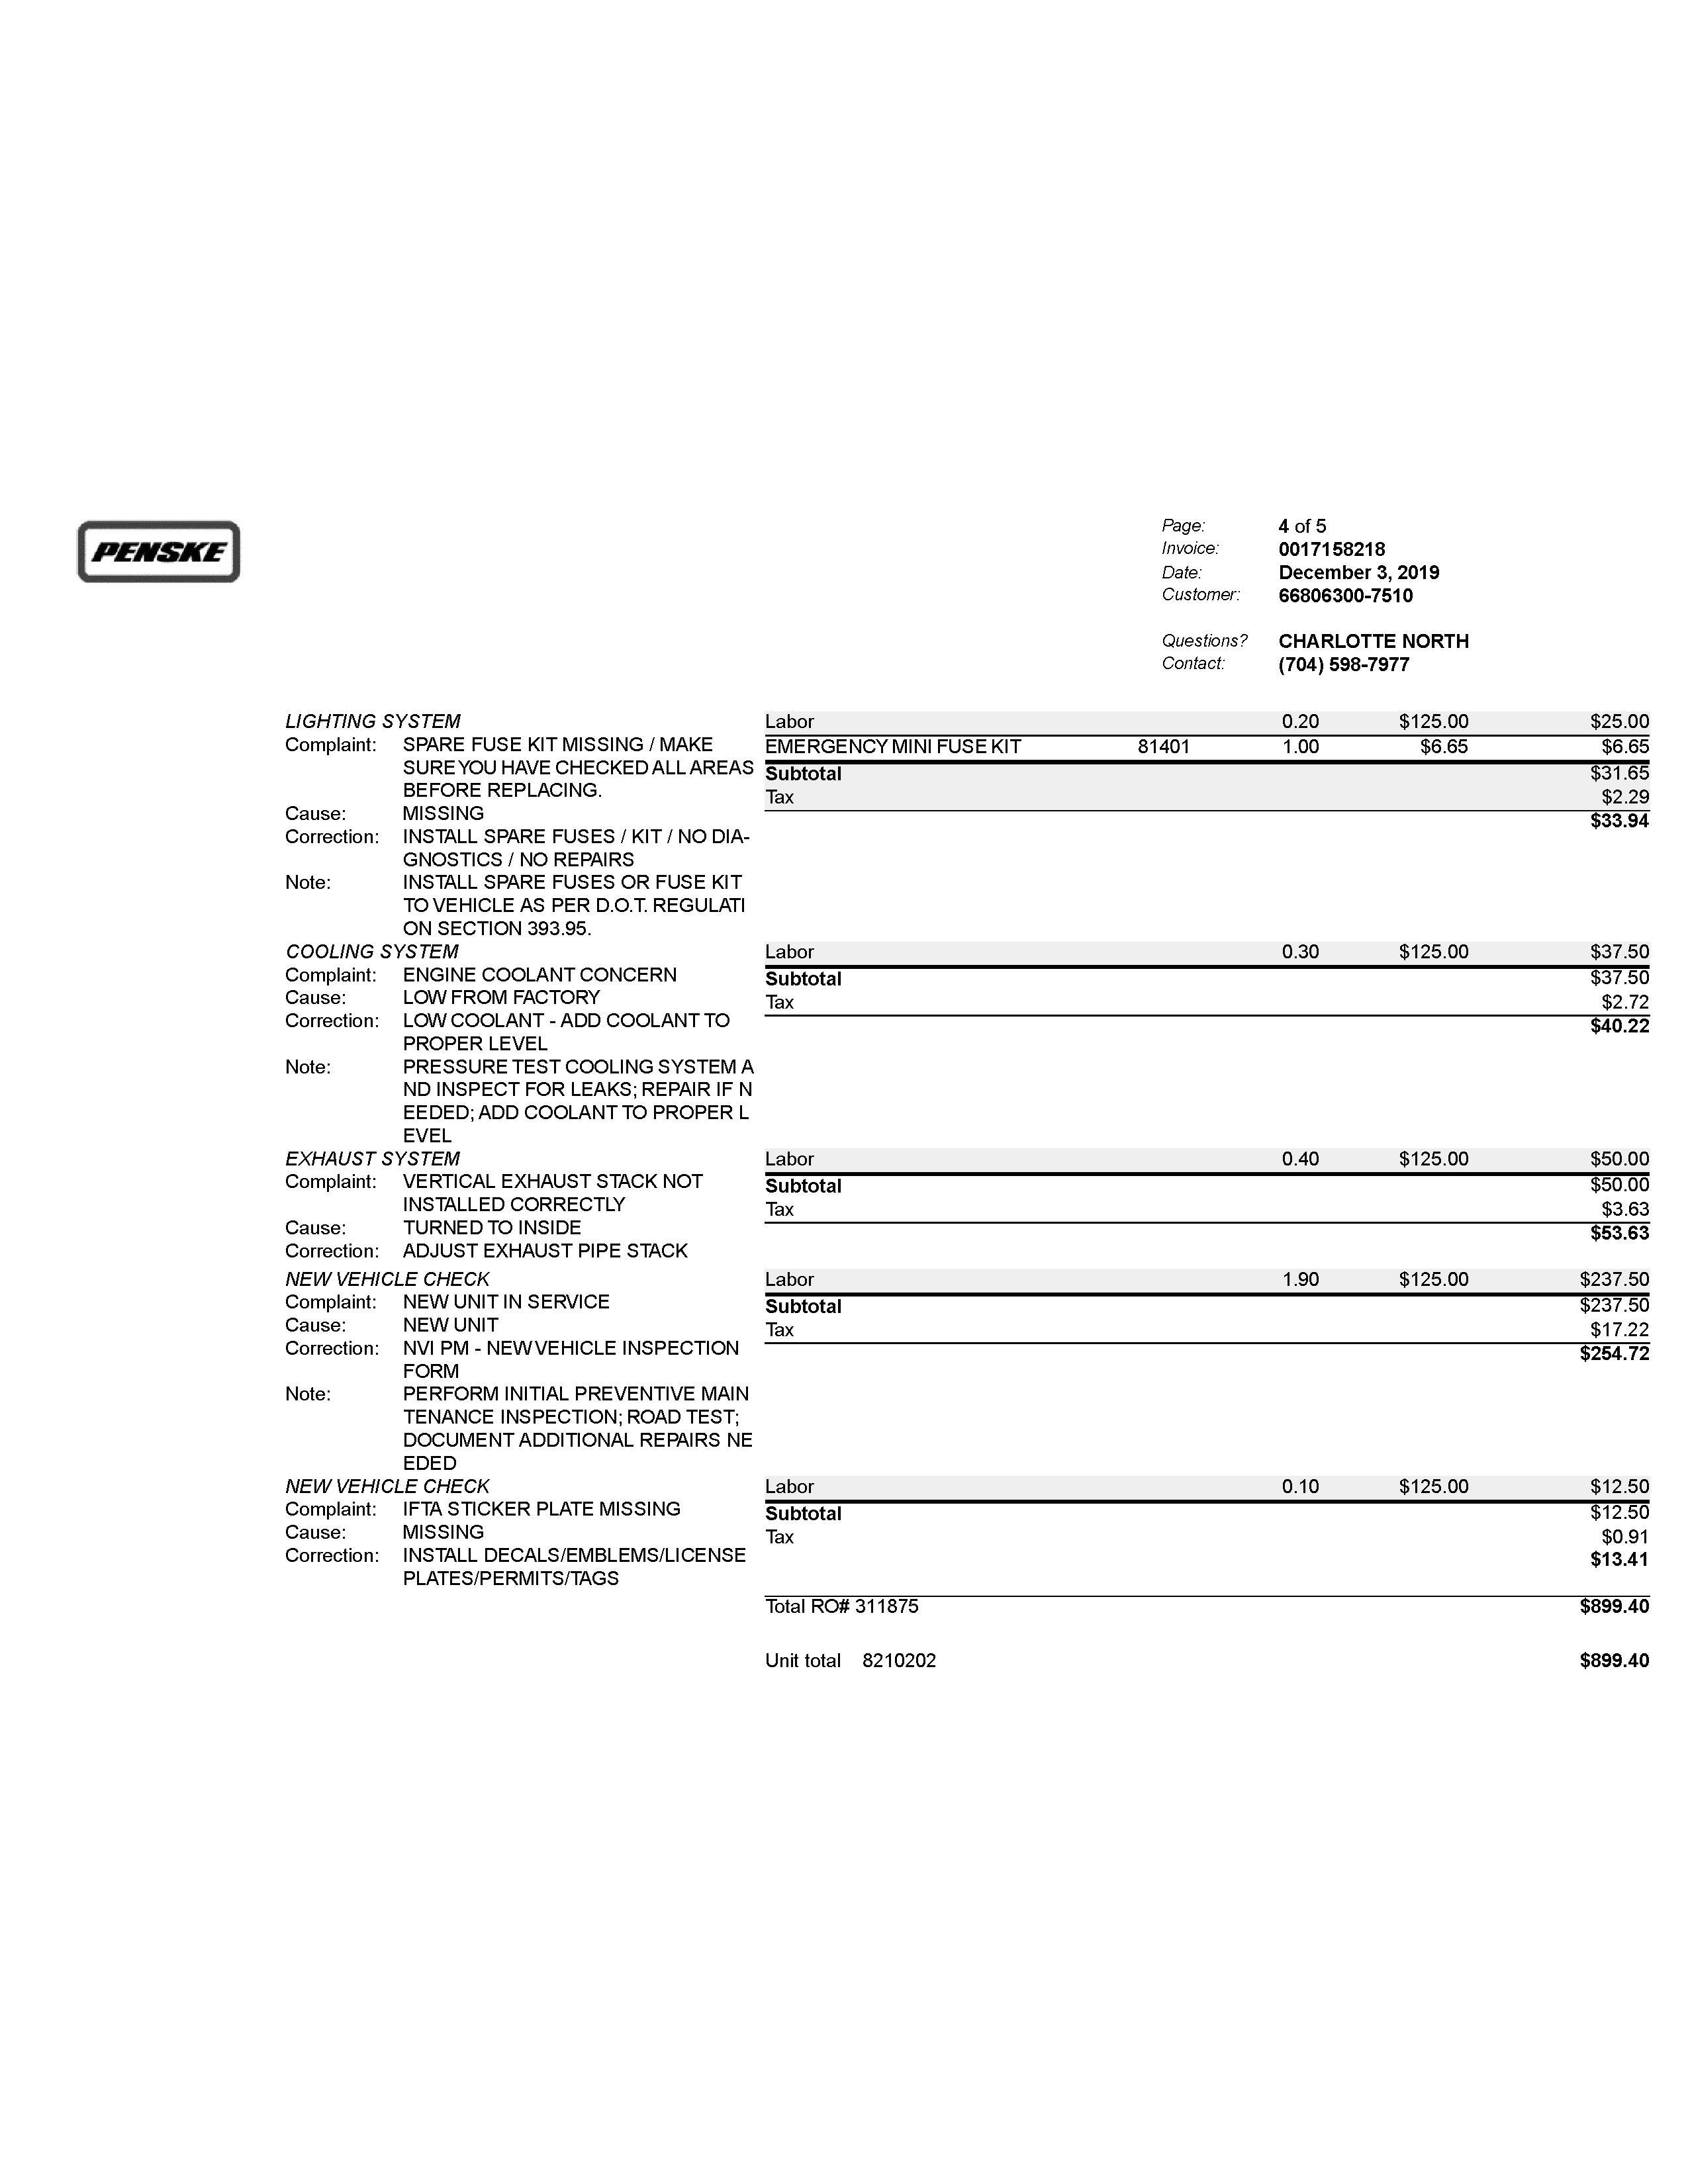 PENSKE
Page: 4 of 5
Invoice: 0017158218
Date: December 3, 2019
Customer: 66806300-7510
Questions? CHARLOTTE NORTH
Contact: (704) 598-7977
LIGHTING SYSTEM Labor 0.20 $125.00 $25.00
Complaint: SPARE FUSE KIT MISSING / MAKE EMERGENCY MINI FUSE KIT 81401 1.00 $6.65 $6.65
SURE YOU HAVE CHECKED ALL AREAS Subtotal $31.65
BEFORE REPLACING. Tax $2.29
Cause: MISSING $33.94
Correction: INSTALL SPARE FUSES / KIT / NO DIA-
GNOSTICS / NO REPAIRS
Note: INSTALL SPARE FUSES OR FUSE KIT
TO VEHICLE AS PER D.O.T. REGULATI
ON SECTION 393.95.
COOLING SYSTEM Labor 0.30 $125.00 $37.50
Complaint: ENGINE COOLANT CONCERN Subtotal $37.50
Cause: LOW FROM FACTORY Tax $2.72
Correction: LOW COOLANT - ADD COOLANT TO $40.22
PROPER LEVEL
Note: PRESSURE TEST COOLING SYSTEM A
ND INSPECT FOR LEAKS; REPAIR IF N
EEDED; ADD COOLANT TO PROPER L
EVEL
EXHAUST SYSTEM Labor 0.40 $125.00 $50.00
Complaint: VERTICAL EXHAUST STACK NOT Subtotal $50.00
INSTALLED CORRECTLY Tax $3.63
Cause: TURNED TO INSIDE $53.63
Correction: ADJUST EXHAUST PIPE STACK
NEW VEHICLE CHECK Labor 1.90 $125.00 $237.50
Complaint: NEW UNIT IN SERVICE Subtotal $237.50
Cause: NEW UNIT Tax $17.22
Correction: NVI PM - NEW VEHICLE INSPECTION $254.72
FORM
Note: PERFORM INITIAL PREVENTIVE MAIN
TENANCE INSPECTION; ROAD TEST;
DOCUMENT ADDITIONAL REPAIRS NE
EDED
NEW VEHICLE CHECK Labor 0.10 $125.00 $12.50
Complaint: IFTA STICKER PLATE MISSING Subtotal $12.50
Cause: MISSING Tax $0.91
Correction: INSTALL DECALS/EMBLEMS/LICENSE $13.41
PLATES/PERMITS/TAGS
Total RO# 311875 $899.40
Unit total 8210202 $899.40